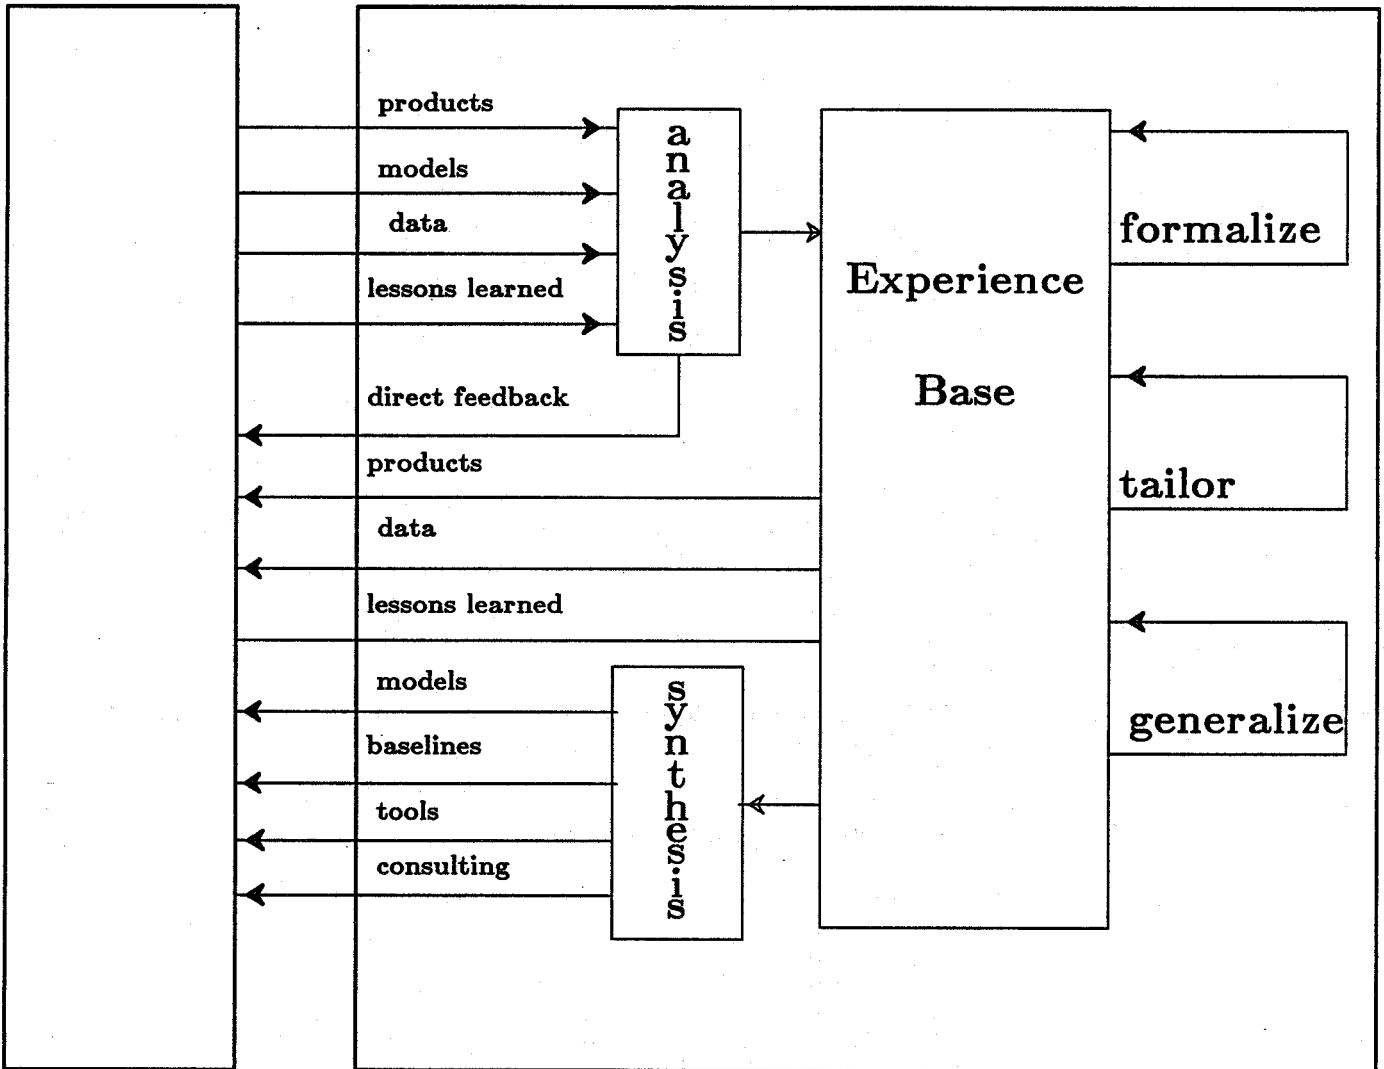 products
models
data
lessons learned
analysis
direct feedback
products
data
lessons learned
models
baselines
tools
consulting
synthesis
Experience
Base
formalize
tailor
generalize